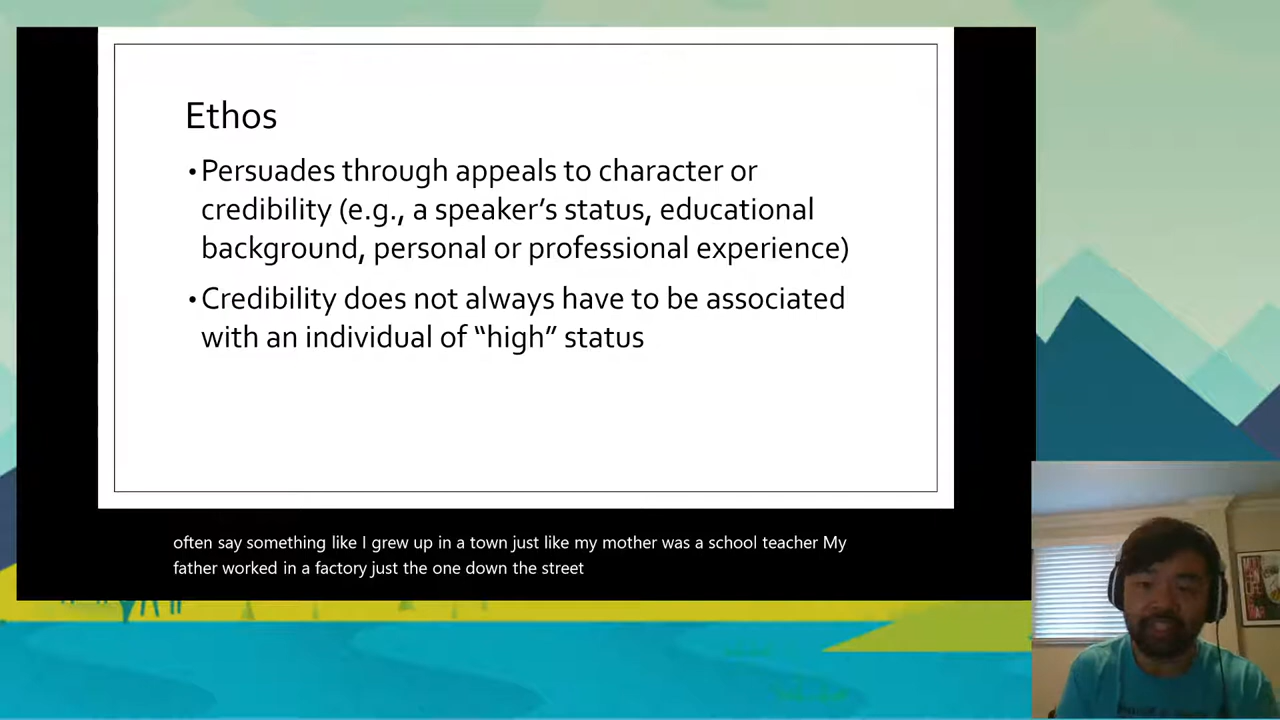 Ethos
•Persuades through appeals to character or
credibility (e.g., a speaker’s status, educational
background, personal or professional experience)
•Credibility does not always have to be associated
with an individual of “high” status
often say something like I grew up in a town just like my mother was a school teacher My
father worked in a factory just the one down the street